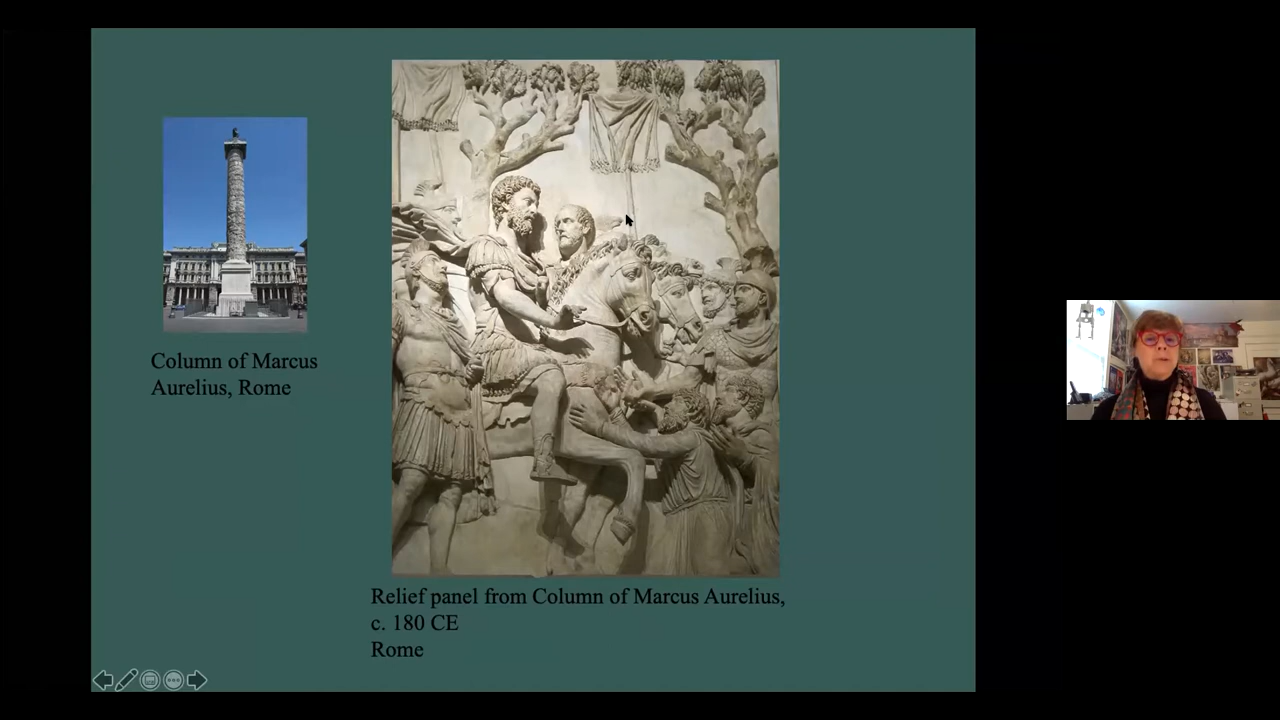 Column of Marcus
Aurelius, Rome
Relief panel from Column of Marcus Aurelius,
c. 180 CE
Rome